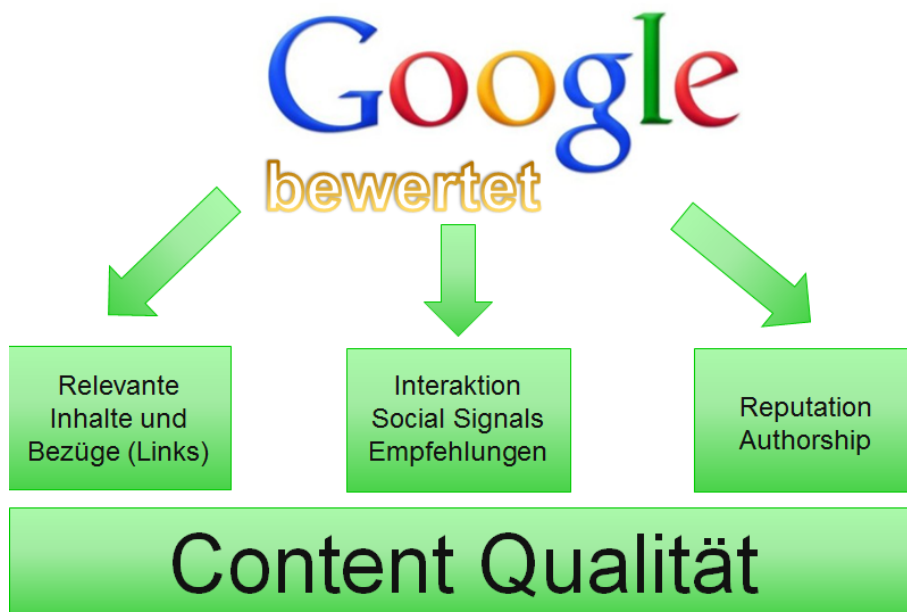 Google
bewertet
Relevante
Inhalte und
Bezüge (Links)
Interaktion
Social Signals
Empfehlungen
Reputation
Authorship
Content Qualität